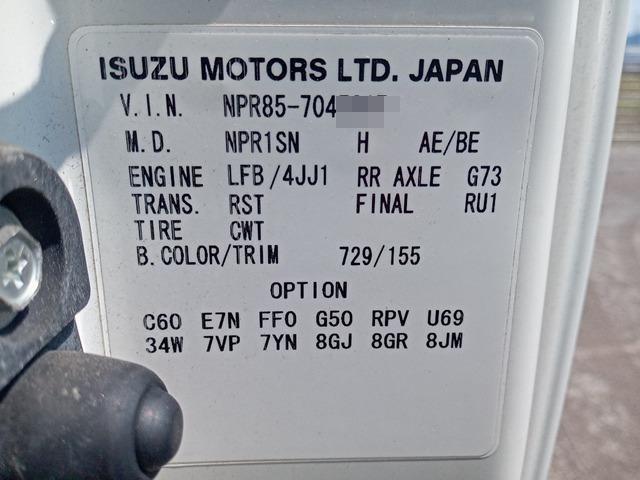 ISUZU MOTORS LTD. JAPAN
V.I.N. NPR85-704
M.D. NPR1SN H AE/BE
ENGINE LFB/4JJ1 RR AXLE G73
TRANS. RST FINAL RU1
TIRE CWT
B.COLOR/TRIM 729/155
OPTION
C60 E7N FF0 G50 RPV U69
34W 7VP 7YN 8GJ 8GR 8JM